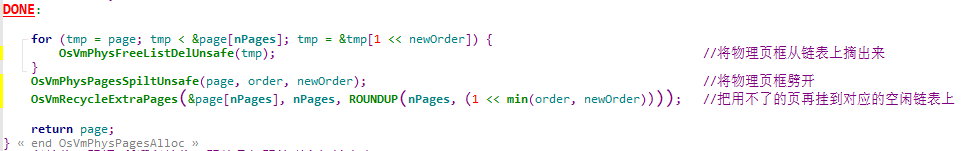 DONE:
for (tmp = page; tmp < &page[nPages]; tmp = &tmp[1 << newOrder]) {
OsVmPhysFreeListDelUnsafe(tmp); //将物理页框从链表上摘出来
}
OsVmPhysPagesSpiltUnsafe(page, order, newOrder); //将物理页框劈开
OsVmRecycleExtraPages(&page[nPages], nPages, ROUNDUP(nPages, (1 << min(order, newOrder)))); //把用不了的页再挂到对应的空闲链表上
return page;
} « end OsVmPhysPagesAlloc »